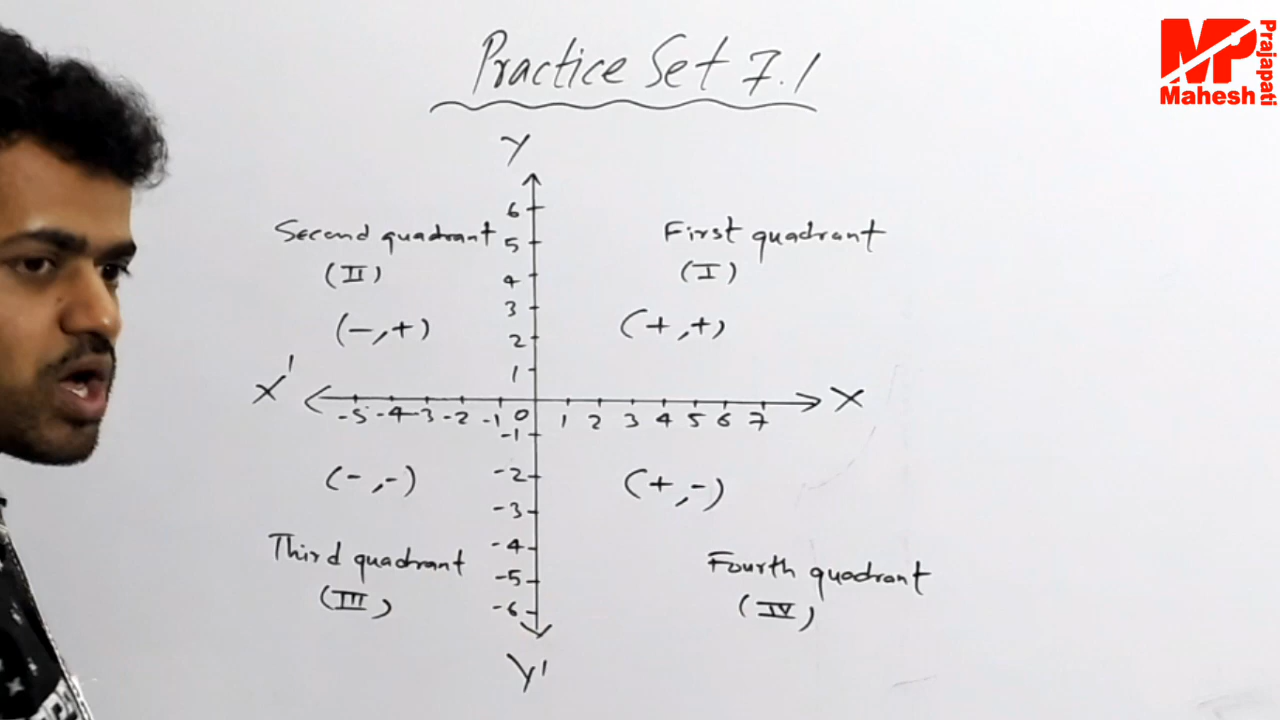 MP
Mahesh
Prajapati
Practice Set 7.1
Y
6
Second quadrant
5
First quadrant
(II)
4
(I)
3
(-,+)
(+,+)
2
1
X'
X
-5 -4 -3 -2 -1 0 1 2 3 4 5 6 7
-1
(-,-)
-2
(+,-)
-3
-4
Third quadrant
Fourth quadrant
-5
(III)
-6
(IV)
Y'